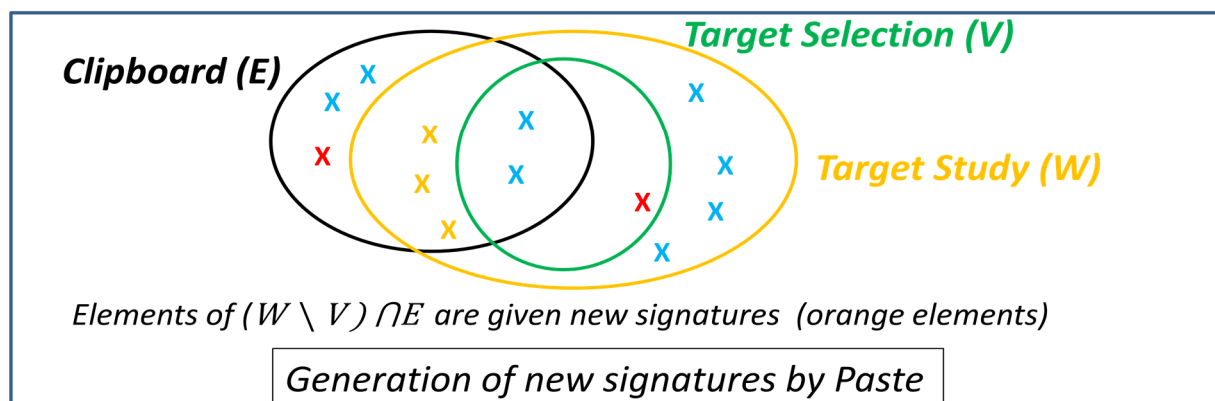 Target Selection (V)
Clipboard (E)
X
X
X
X
X
X
X
Target Study (W)
X
X
X
X
X
X
X
Elements of (W \ V) ∩E are given new signatures (orange elements)
Generation of new signatures by Paste